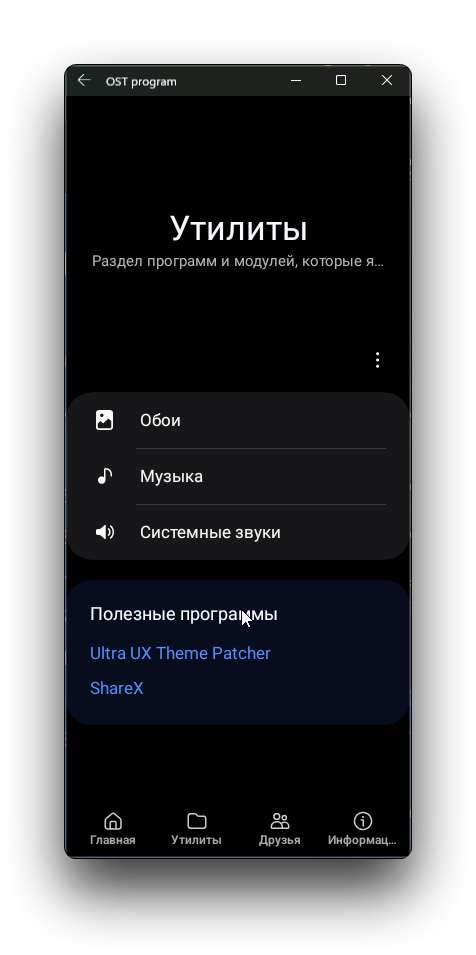 OST program
Утилиты
Раздел программ и модулей, которые я...
Обои
Музыка
Системные звуки
Полезные программы
Ultra UX Theme Patcher
ShareX
Главная
Утилиты
Друзья
Информац...